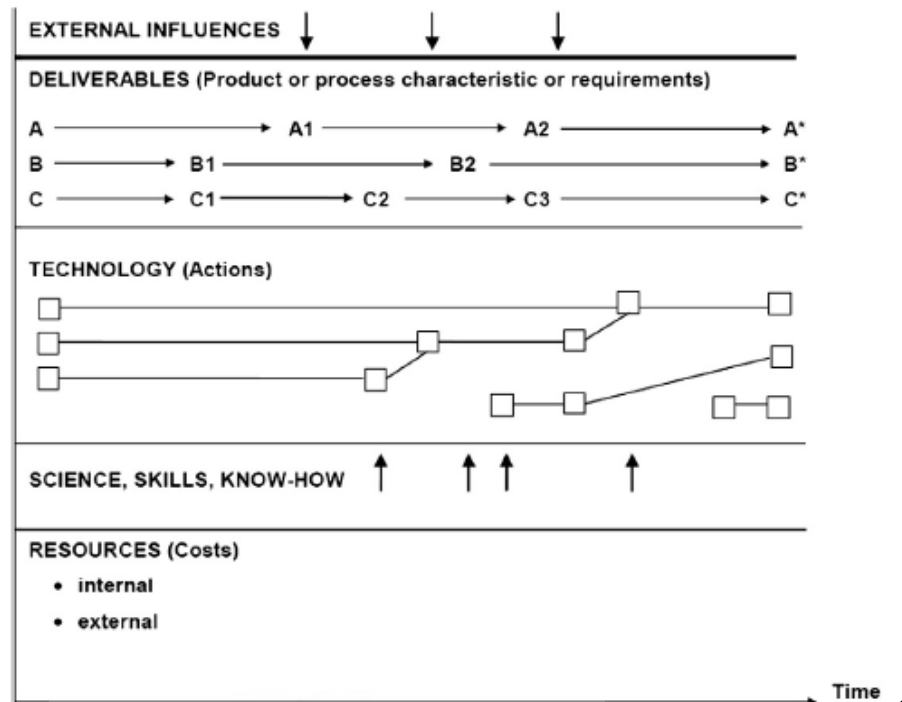 EXTERNAL INFLUENCES
DELIVERABLES (Product or process characteristic or requirements)
A A1 A2 A*
B B1 B2 B*
C C1 C2 C3 C*
TECHNOLOGY (Actions)
SCIENCE, SKILLS, KNOW-HOW
RESOURCES (Costs)
• internal
• external
Time